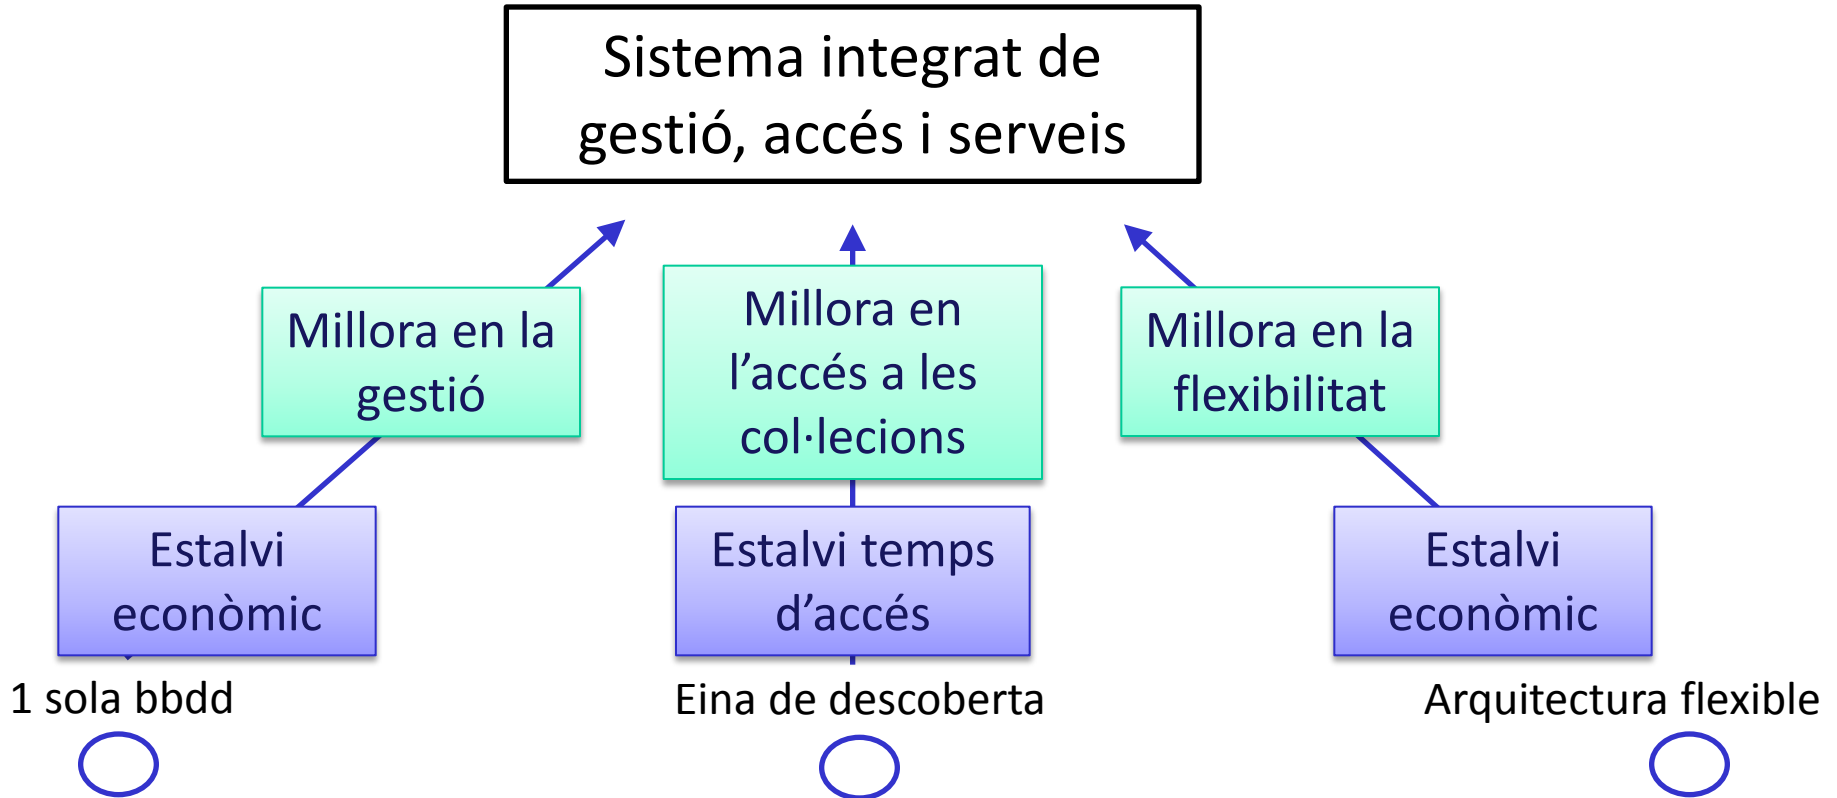 Sistema integrat de
gestió, accés i serveis
Millora en la
gestió
Millora en
l’accés a les
col·lecions
Millora en la
flexibilitat
Estalvi
econòmic
Estalvi temps
d’accés
Estalvi
econòmic
1 sola bbdd
Eina de descoberta
Arquitectura flexible